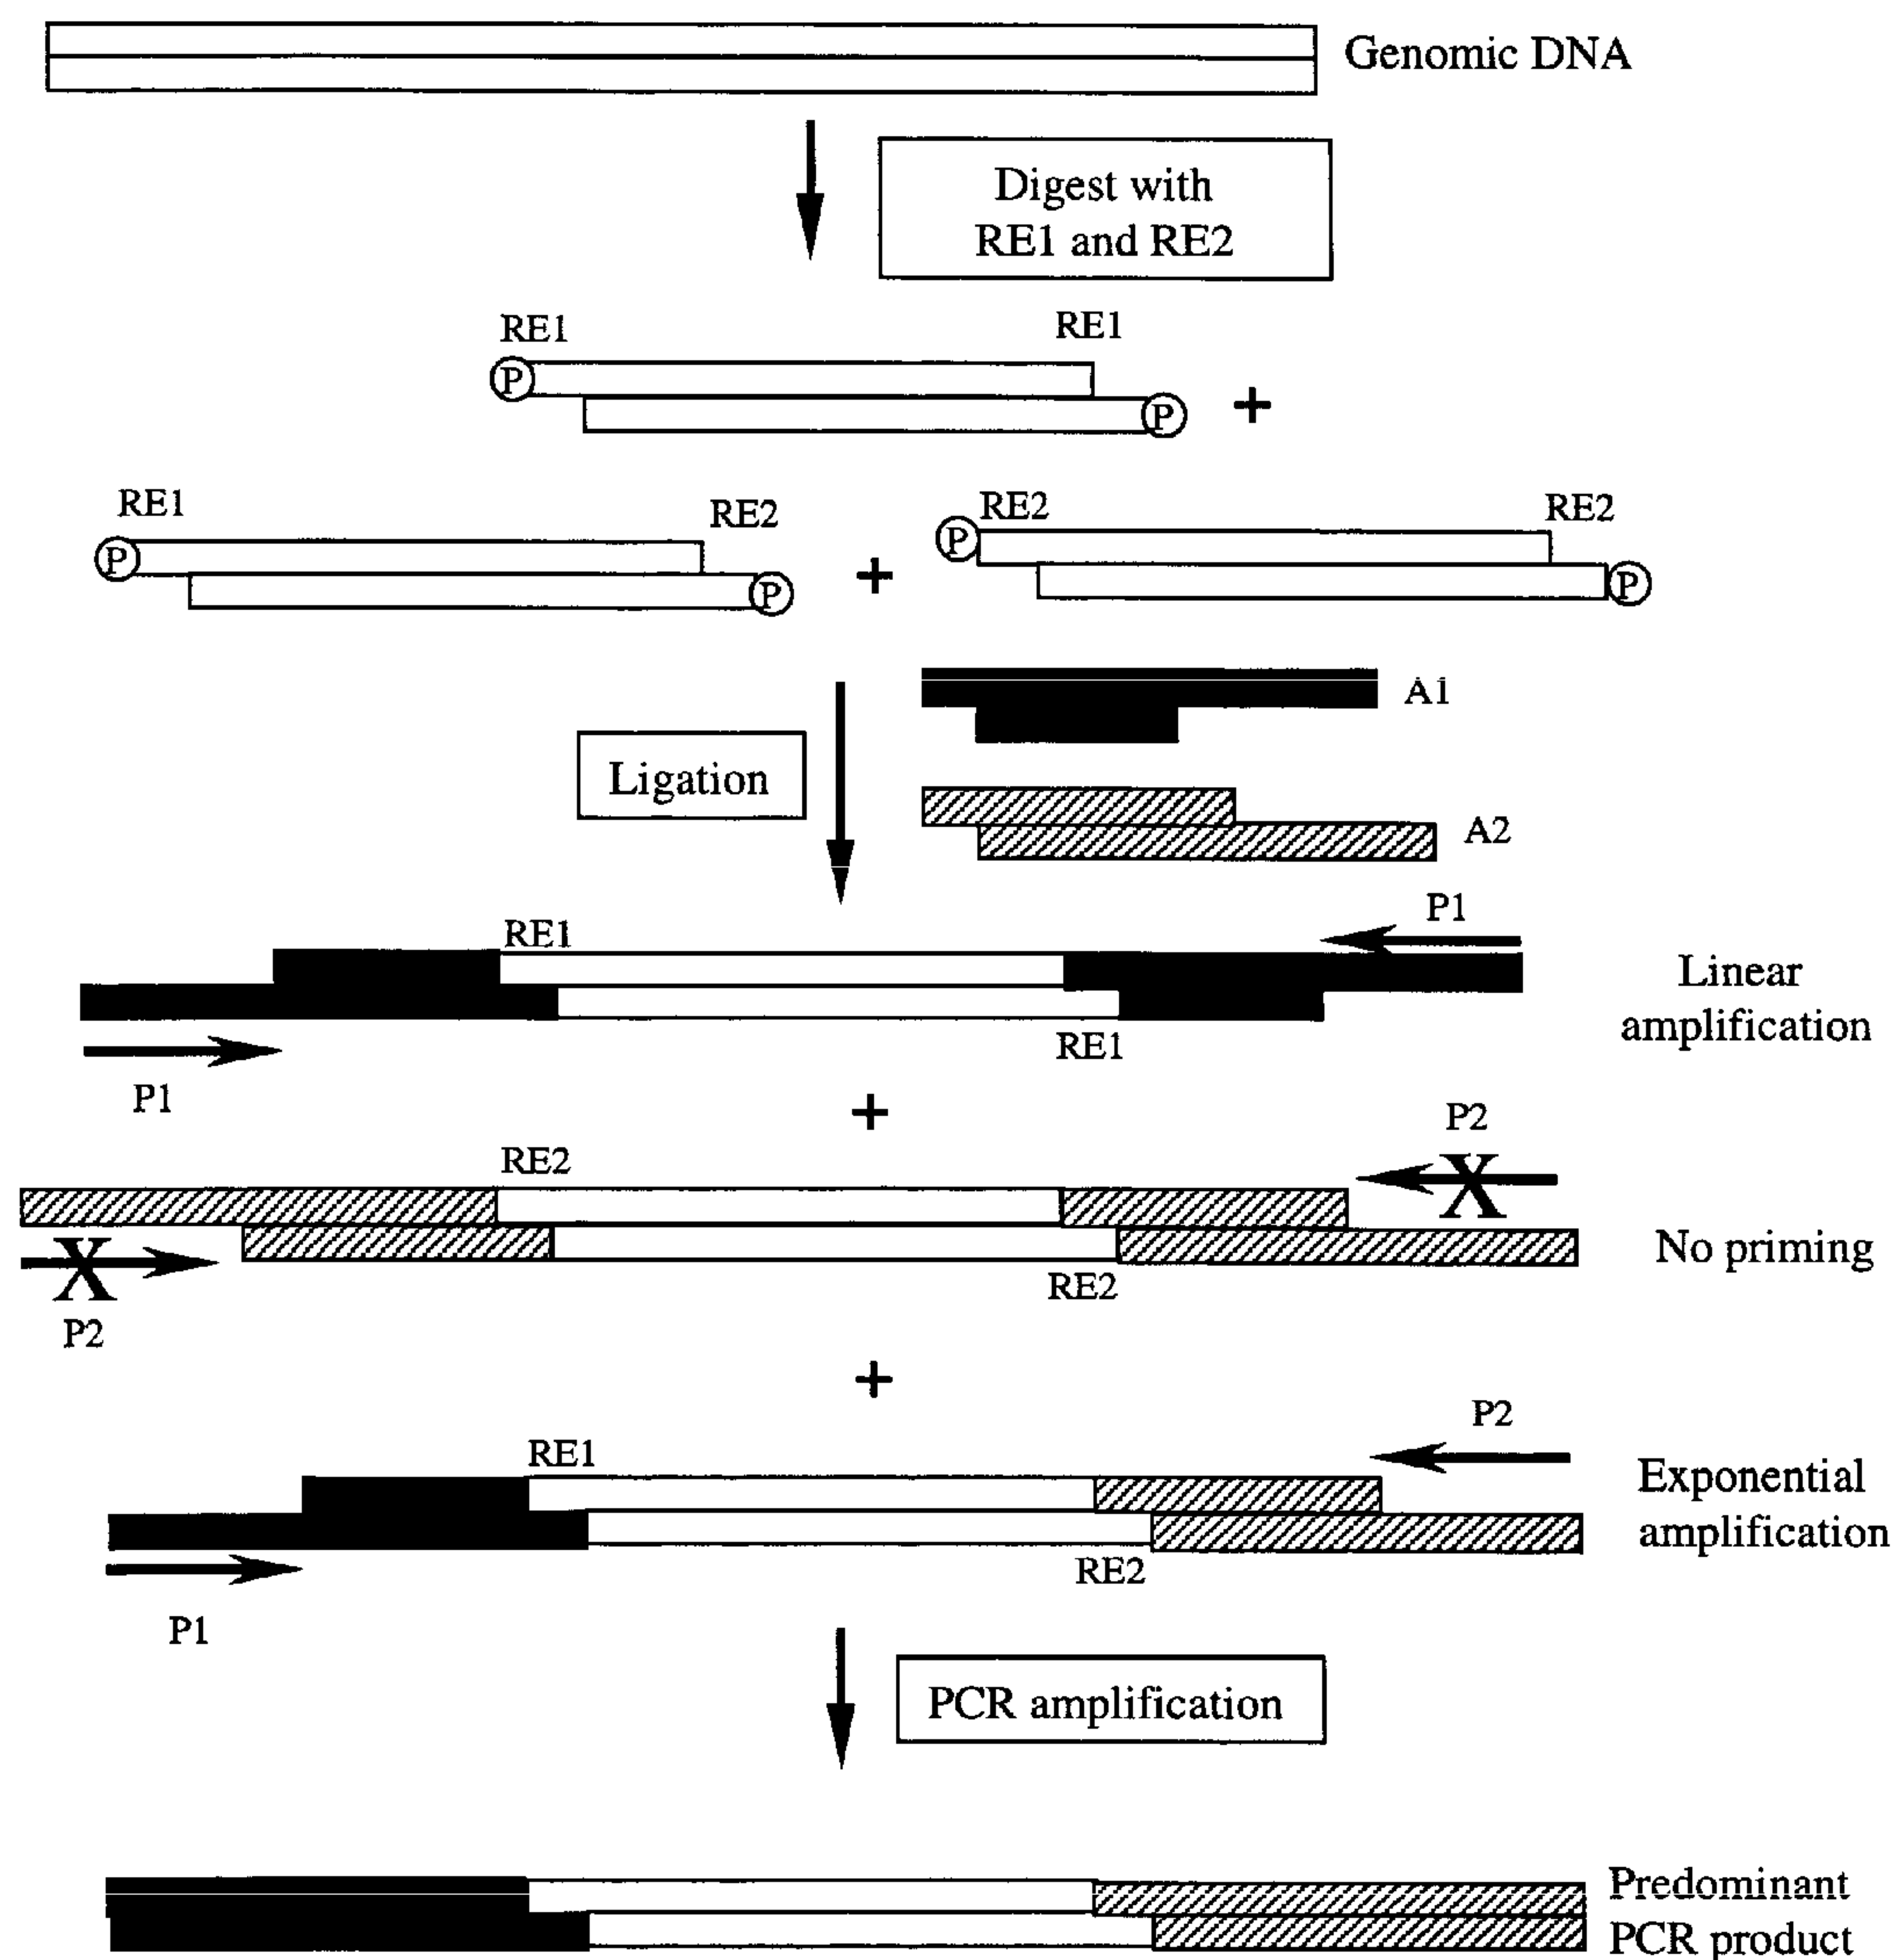 Genomic DNA
Digest with
RE1 and RE2
RE1
RE1
P
P
+
RE1
RE2
P
P
+
RE2
RE2
P
P
A1
Ligation
A2
P1
RE1
Linear
amplification
RE1
P1
+
P2
X
RE2
No priming
X
RE2
P2
+
P2
RE1
Exponential
amplification
RE2
P1
PCR amplification
Predominant
PCR product